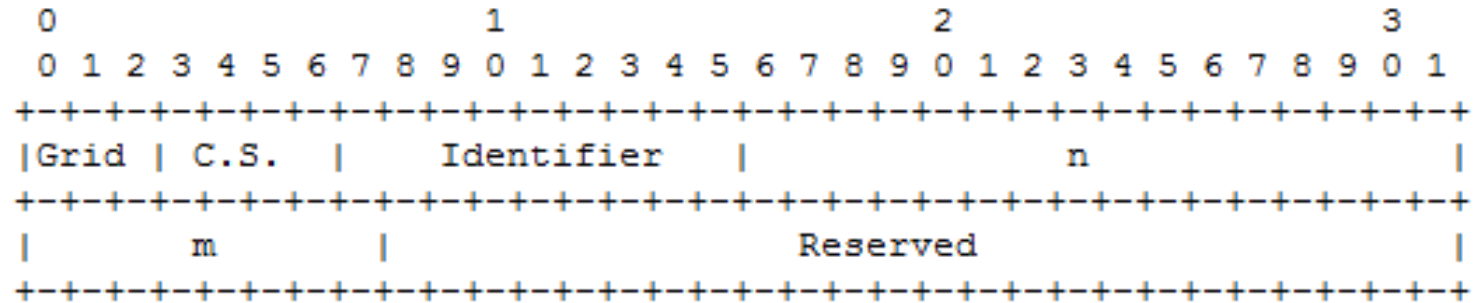 0                   1                   2                   3
 0 1 2 3 4 5 6 7 8 9 0 1 2 3 4 5 6 7 8 9 0 1 2 3 4 5 6 7 8 9 0 1
+-+-+-+-+-+-+-+-+-+-+-+-+-+-+-+-+-+-+-+-+-+-+-+-+-+-+-+-+-+-+-+-+
|Grid | C.S.  |    Identifier   |              n                |
+-+-+-+-+-+-+-+-+-+-+-+-+-+-+-+-+-+-+-+-+-+-+-+-+-+-+-+-+-+-+-+-+
|       m       |                  Reserved                     |
+-+-+-+-+-+-+-+-+-+-+-+-+-+-+-+-+-+-+-+-+-+-+-+-+-+-+-+-+-+-+-+-+